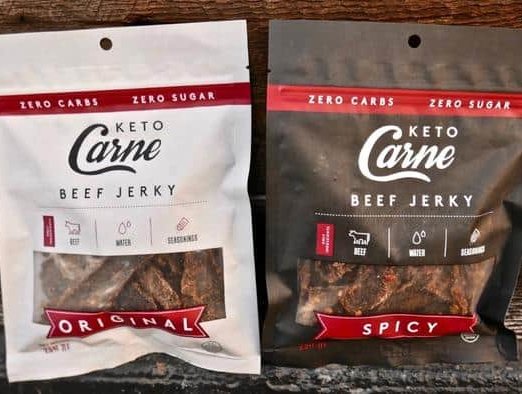 ZERO CARBS ZERO SUGAR
KETO
Carne
BEEF JERKY
BEEF WATER SEASONINGS
ORIGINAL
ZERO CARBS ZERO SUGAR
KETO
Carne
BEEF JERKY
BEEF WATER SEASONINGS
SPICY